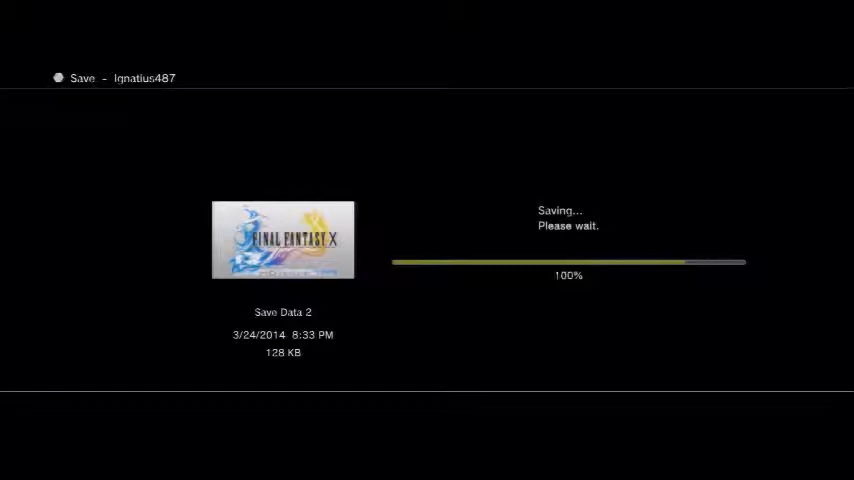 Save - Ignatius487
Saving...
Please wait.
FINAL FANTASY X
100%
Save Data 2
3/24/2014 8:33 PM
128 KB